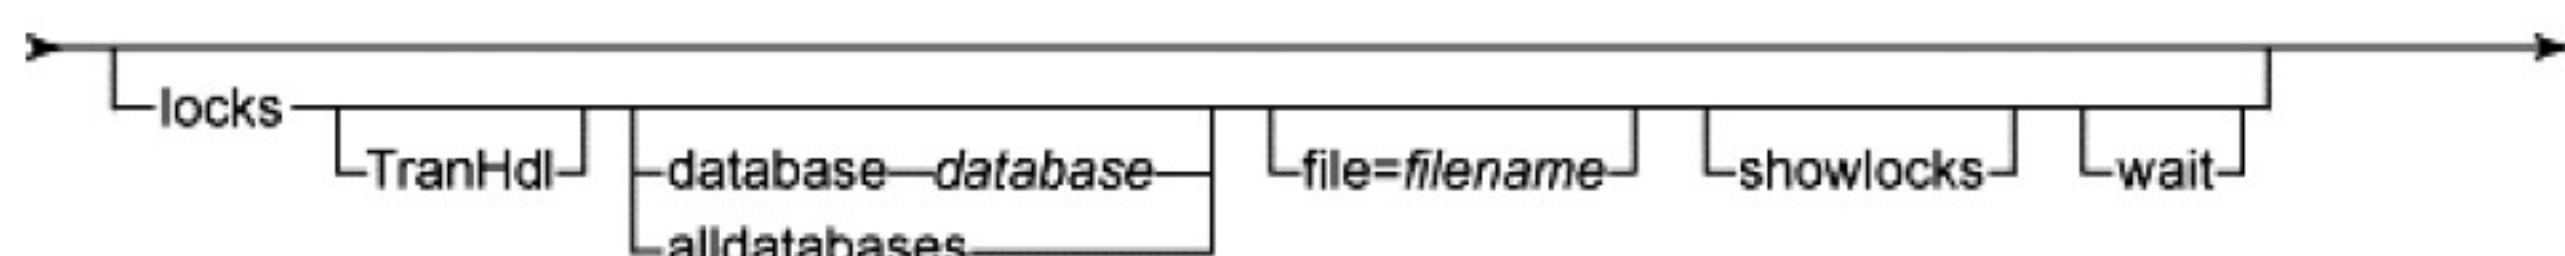 locks
TranHdl database database file=filename showlocks wait
alldatabases